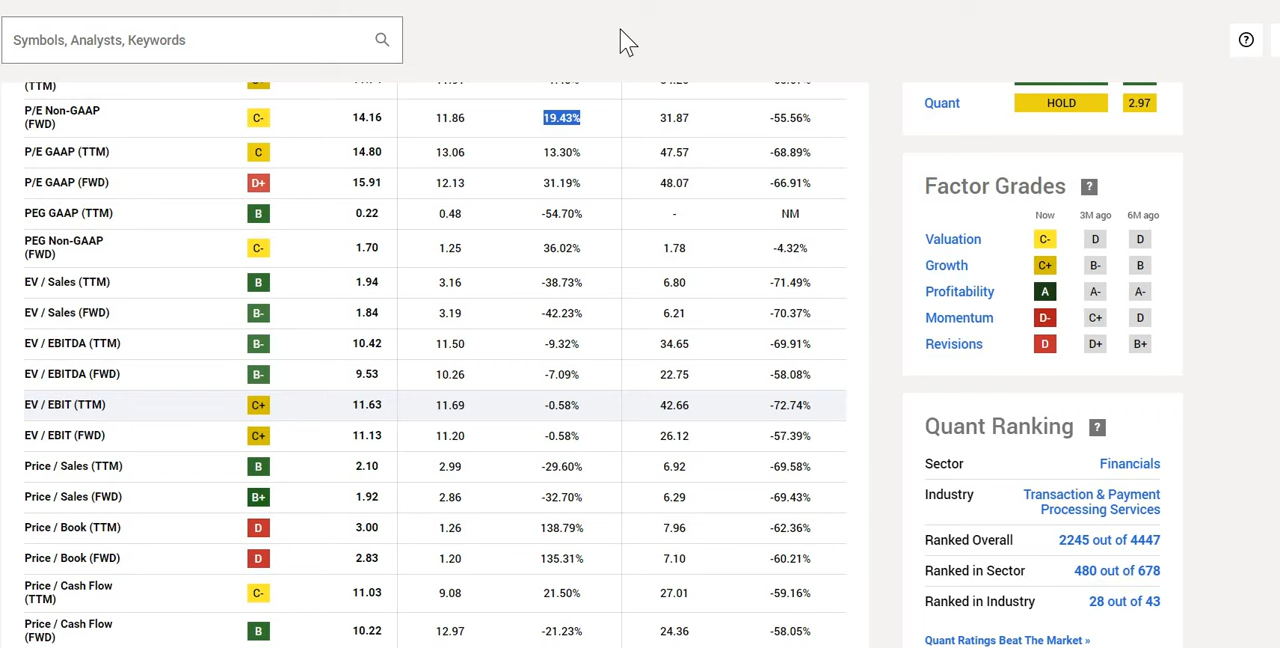 Symbols, Analysts, Keywords
(TTM)
P/E Non-GAAP
(FWD) C- 14.16 11.86 19.43% 31.87 -55.56%
P/E GAAP (TTM) C 14.80 13.06 13.30% 47.57 -68.89%
P/E GAAP (FWD) D+ 15.91 12.13 31.19% 48.07 -66.91%
PEG GAAP (TTM) B 0.22 0.48 -54.70% - NM
PEG Non-GAAP
(FWD) C- 1.70 1.25 36.02% 1.78 -4.32%
EV / Sales (TTM) B 1.94 3.16 -38.73% 6.80 -71.49%
EV / Sales (FWD) B- 1.84 3.19 -42.23% 6.21 -70.37%
EV / EBITDA (TTM) B- 10.42 11.50 -9.32% 34.65 -69.91%
EV / EBITDA (FWD) B- 9.53 10.26 -7.09% 22.75 -58.08%
EV / EBIT (TTM) C+ 11.63 11.69 -0.58% 42.66 -72.74%
EV / EBIT (FWD) C+ 11.13 11.20 -0.58% 26.12 -57.39%
Price / Sales (TTM) B 2.10 2.99 -29.60% 6.92 -69.58%
Price / Sales (FWD) B+ 1.92 2.86 -32.70% 6.29 -69.43%
Price / Book (TTM) D 3.00 1.26 138.79% 7.96 -62.36%
Price / Book (FWD) D 2.83 1.20 135.31% 7.10 -60.21%
Price / Cash Flow
(TTM) C- 11.03 9.08 21.50% 27.01 -59.16%
Price / Cash Flow
(FWD) B 10.22 12.97 -21.23% 24.36 -58.05%
Quant HOLD 2.97
Factor Grades ?
Now 3M ago 6M ago
Valuation C- D D
Growth C+ B- B
Profitability A A- A-
Momentum D- C+ D
Revisions D D+ B+
Quant Ranking ?
Sector Financials
Industry Transaction & Payment
Processing Services
Ranked Overall 2245 out of 4447
Ranked in Sector 480 out of 678
Ranked in Industry 28 out of 43
Quant Ratings Beat The Market »